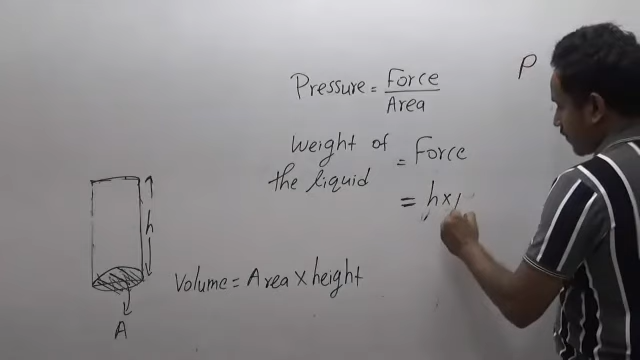 P
Pressure = Force
Area
Weight of
the liquid
= Force
= h×
h
Volume = Area × height
A